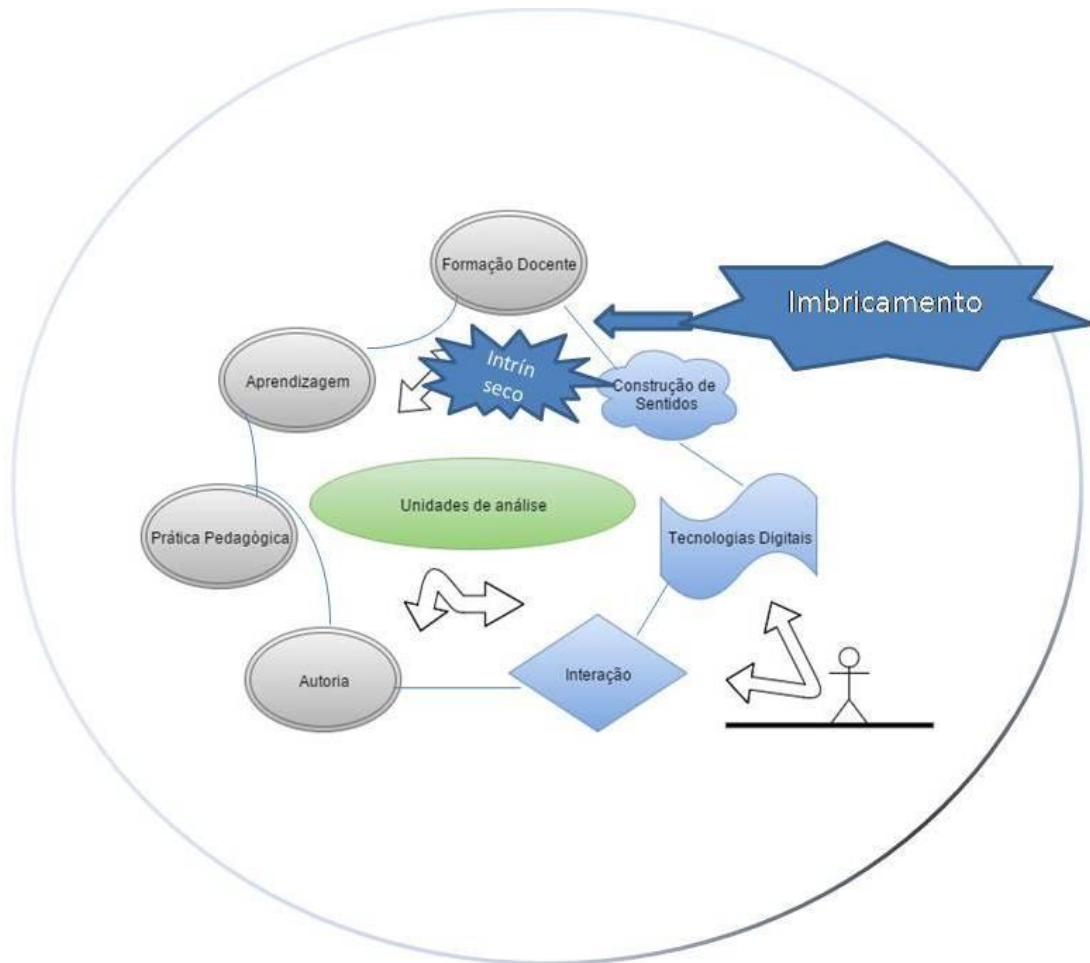 Formação Docente
Imbricamento
Intrín
seco
Aprendizagem
Construção de
Sentidos
Unidades de análise
Prática Pedagógica
Tecnologias Digitais
Autoria
Interação